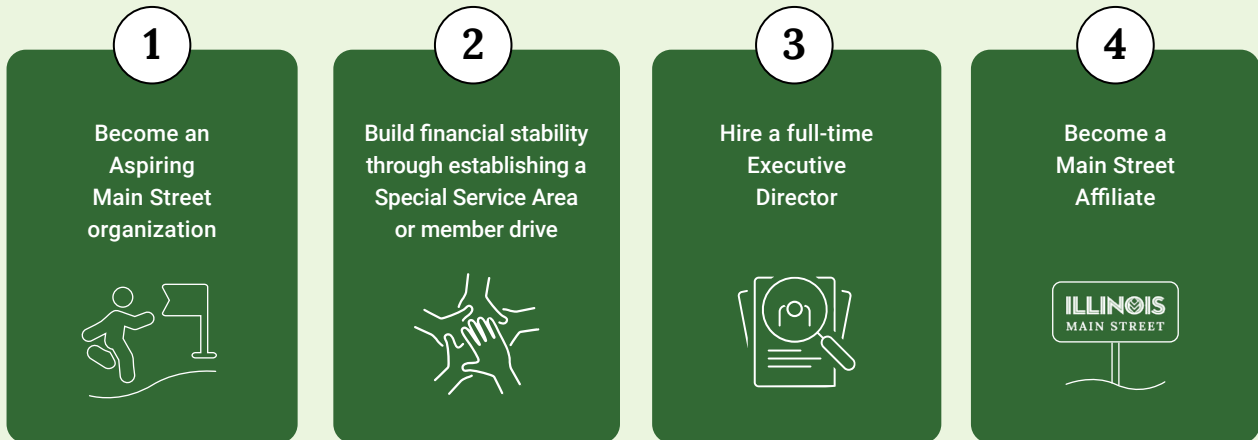 1
Become an
Aspiring
Main Street
organization
2
Build financial stability
through establishing a
Special Service Area
or member drive
3
Hire a full-time
Executive
Director
4
Become a
Main Street
Affiliate
ILLINOIS
MAIN STREET